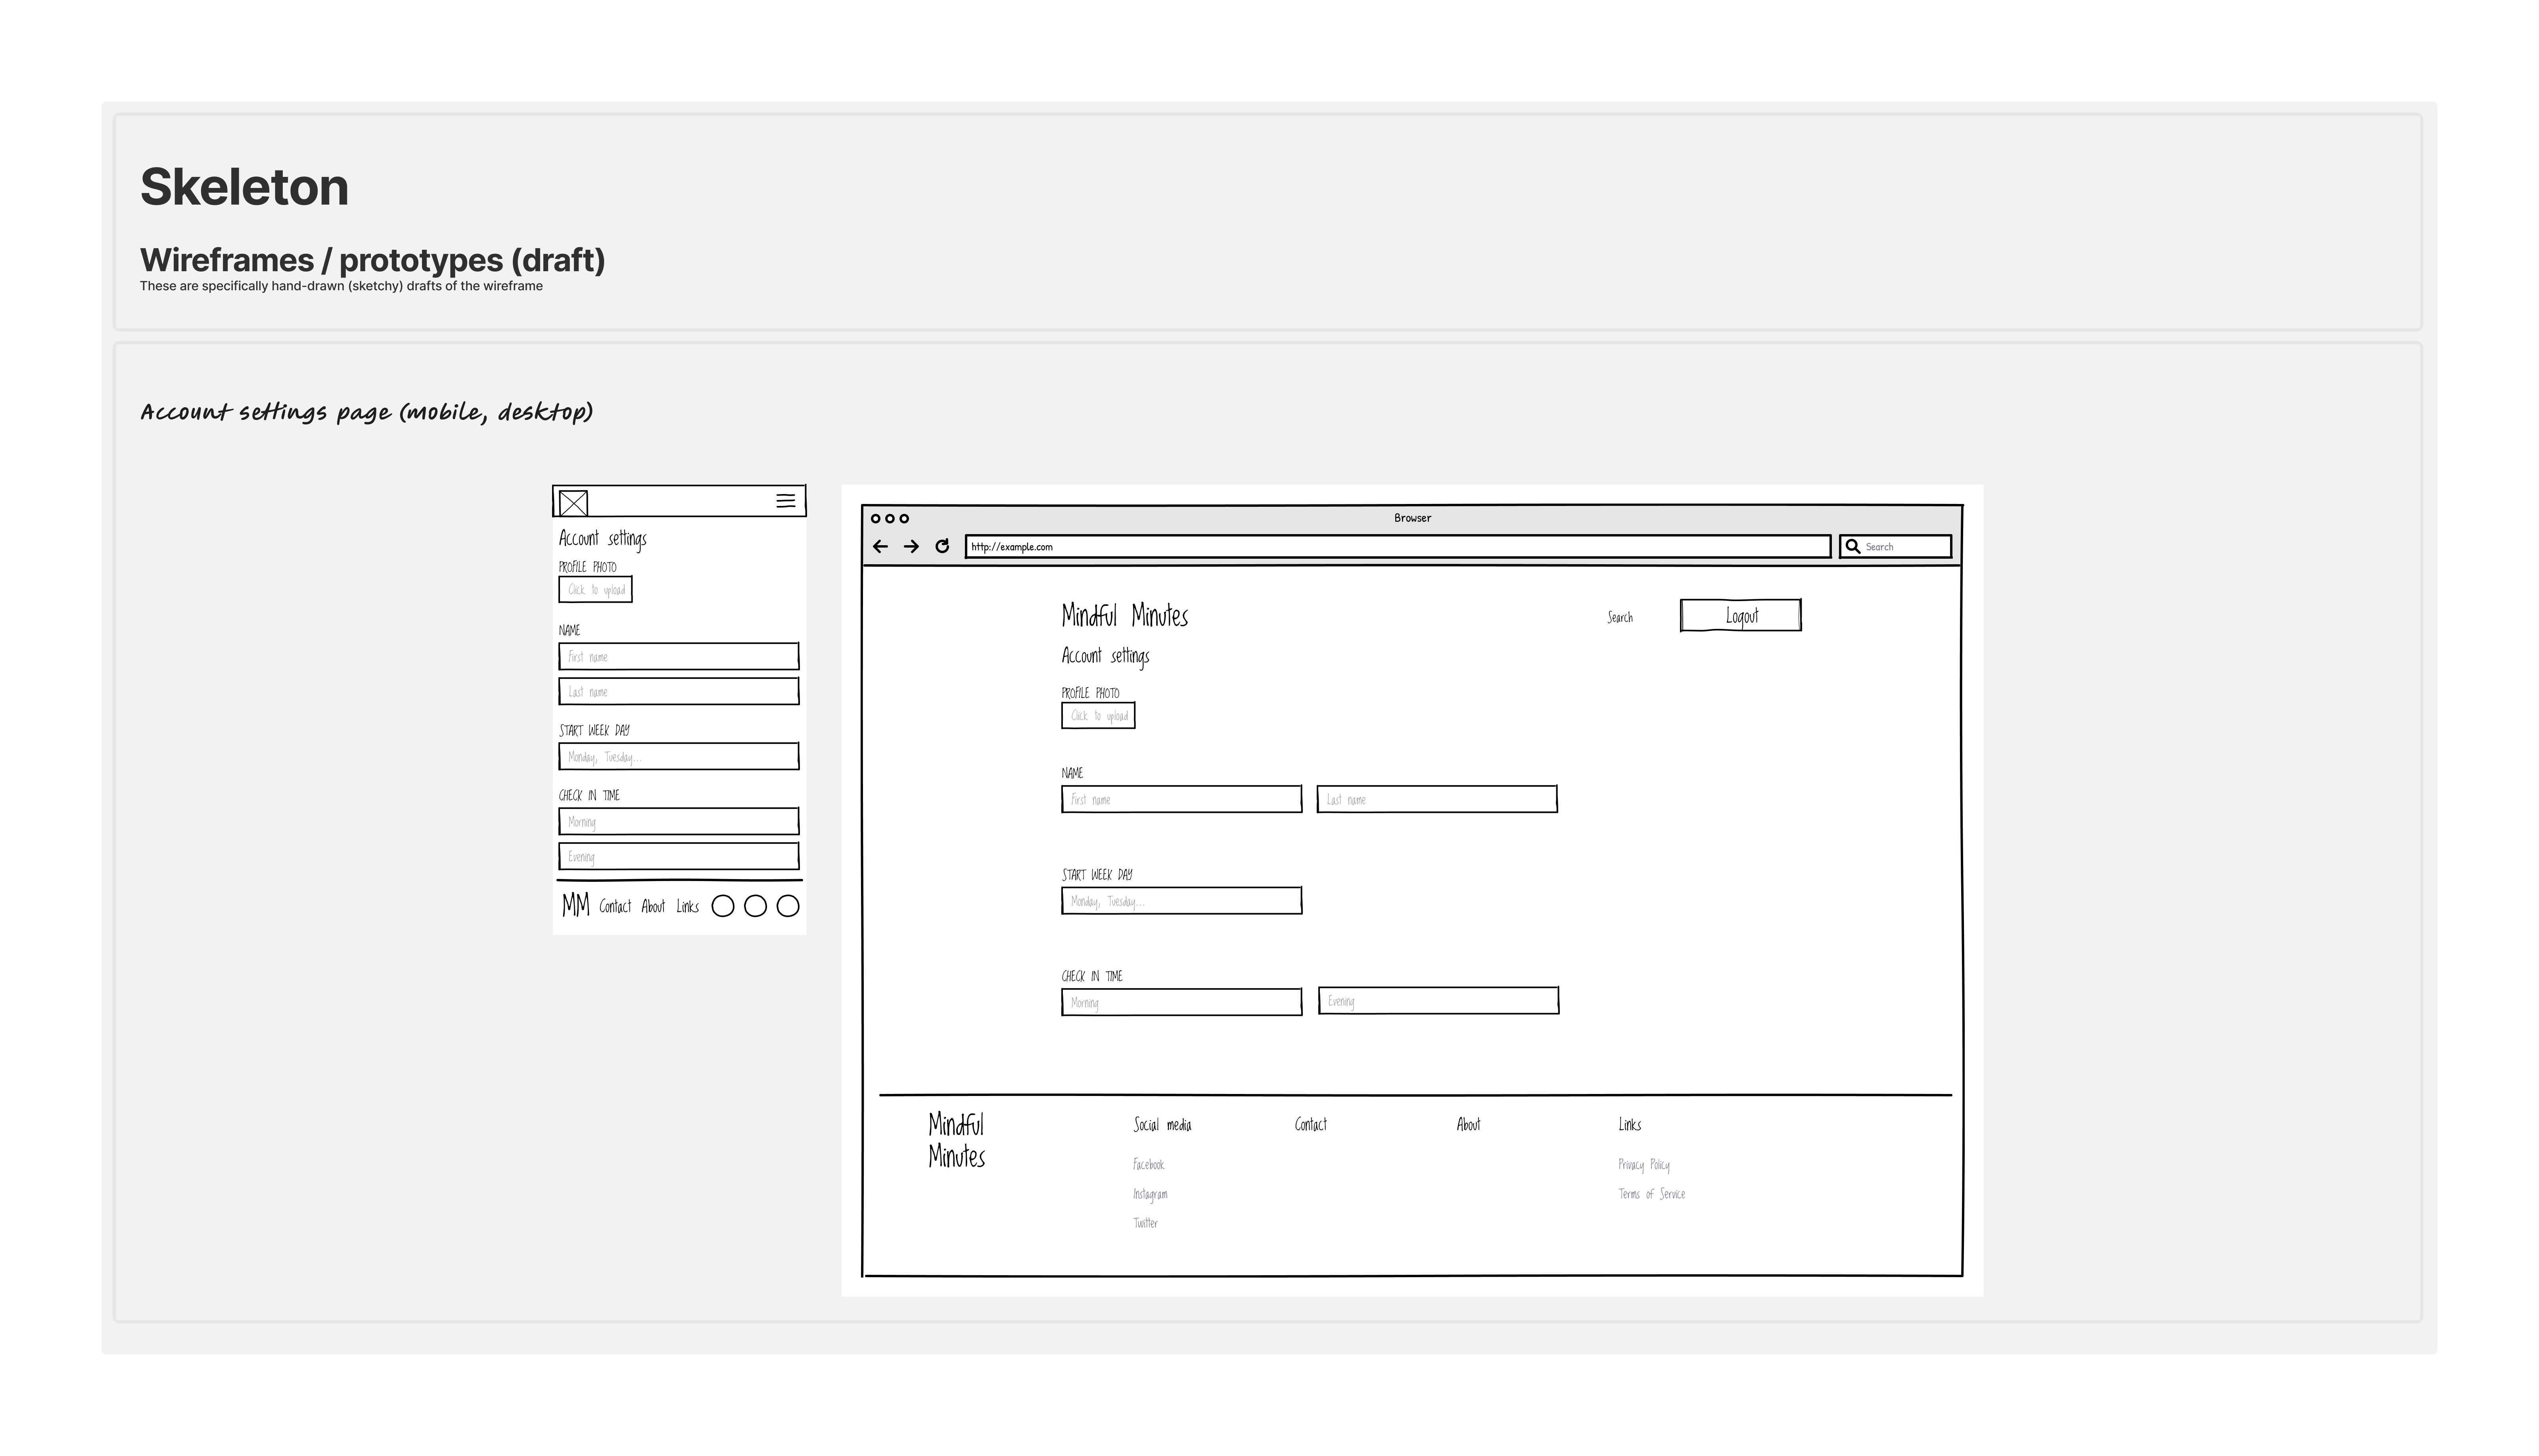 Skeleton
Wireframes / prototypes (draft)
These are specifically hand-drawn (sketchy) drafts of the wireframe
Account settings page (mobile, desktop)
Account settings
PROFILE PHOTO
Click to upload
NAME
First name
Last name
START WEEK DAY
Monday, Tuesday...
CHECK IN TIME
Morning
Evening
MM Contact About Links
Browser
http://example.com Search
Mindful Minutes Search Logout
Account settings
PROFILE PHOTO
Click to upload
NAME
First name Last name
START WEEK DAY
Monday, Tuesday...
CHECK IN TIME
Morning Evening
Mindful
Minutes
Social media Contact About Links
Facebook Privacy Policy
Instagram Terms of Service
Twitter